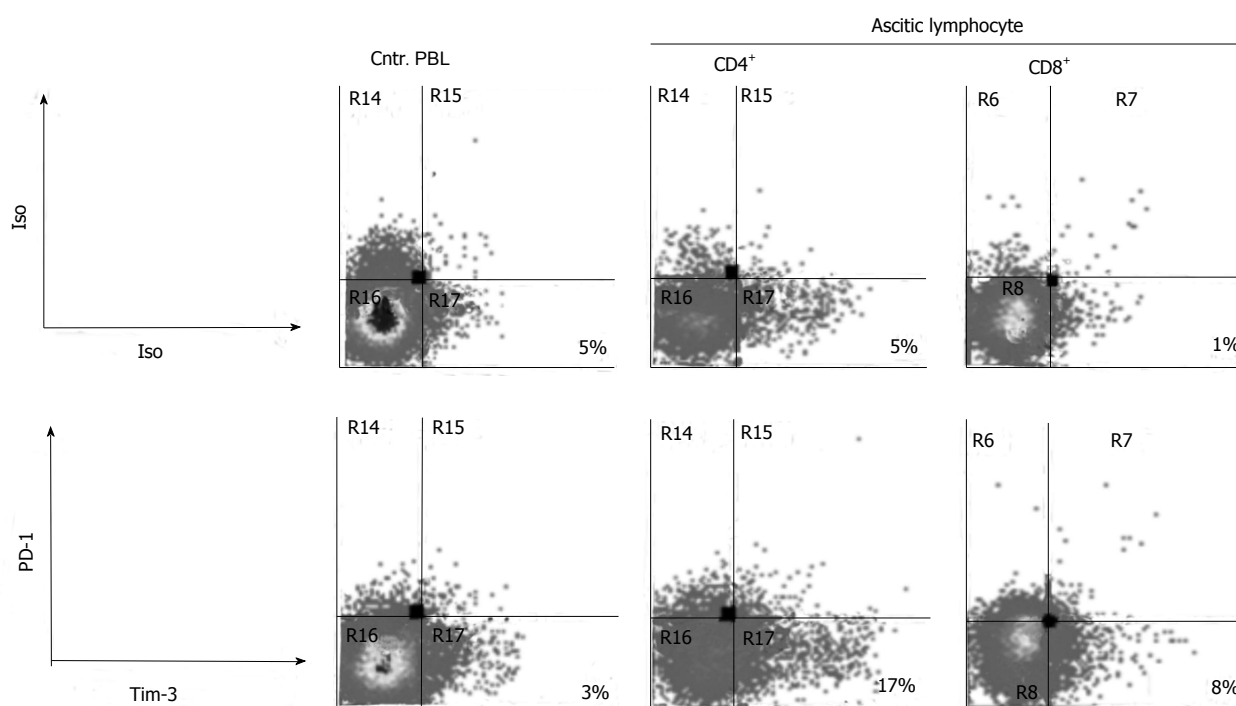 Ascitic lymphocyte
Cntr. PBL
CD4+
CD8+
Iso
Iso
R14
R15
R16
R17
5%
R14
R15
R16
R17
5%
R6
R7
R8
1%
PD-1
Tim-3
R14
R15
R16
R17
3%
R14
R15
R16
R17
17%
R6
R7
R8
8%